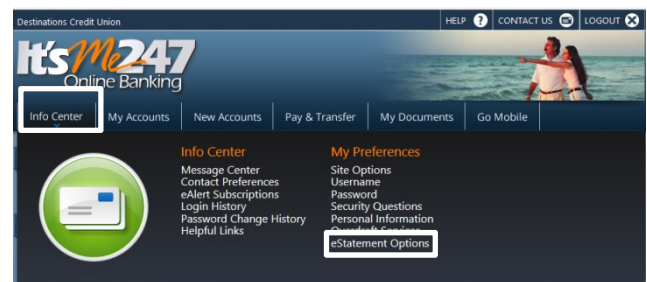 Destinations Credit Union
HELP ? CONTACT US LOGOUT
It'sMe247
Online Banking
Info Center My Accounts New Accounts Pay & Transfer My Documents Go Mobile
Info Center
Message Center
Contact Preferences
eAlert Subscriptions
Login History
Password Change History
Helpful Links
My Preferences
Site Options
Username
Password
Security Questions
Personal Information
Overdraft Services
eStatement Options